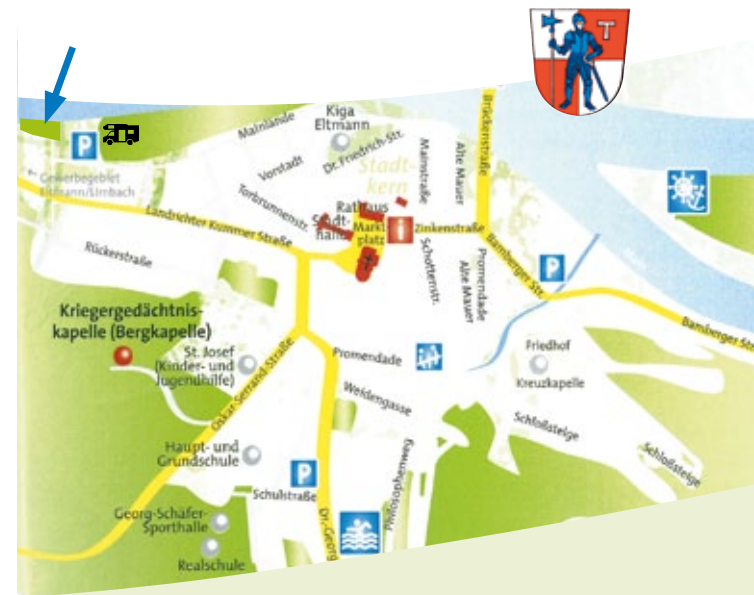 T
P
Kiga
Eltmann
Mainlände
Dr.-Friedrich-Str.
Vorstadt
Stadt-
kern
Mainstraße
Alte Mauer
Brückenstraße
← Gewerbegebiet
Eltmann/Limbach
Torbrunnenstr.
Landrichter Kummer Straße
Rathaus
Stadt-
halle
Markt
platz
i
Zinkenstraße
Rückerstraße
Schottenstr.
Promendade
Alte Mauer
Bamberger Str.
P
Bamberger Str
Kriegergedächtnis-
kapelle (Bergkapelle)
St. Josef
(Kinder- und
Jugendhilfe)
Oskar-Serrand-Straße
Promendade
Weidengasse
Friedhof
Kreuzkapelle
Schloßsteige
Schloßsteige
Haupt- und
Grundschule
P
Schulstraße
Philosophenweg
Dr.-Georg
Georg-Schäfer-
Sporthalle
Realschule